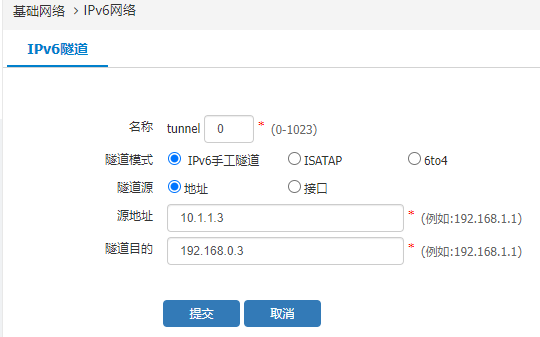 基础网络 > IPv6网络
IPv6隧道
名称 tunnel 0 * (0-1023)
隧道模式 IPv6手工隧道 ISATAP 6to4
隧道源 地址 接口
源地址 10.1.1.3 * (例如:192.168.1.1)
隧道目的 192.168.0.3 * (例如:192.168.1.1)
提交 取消